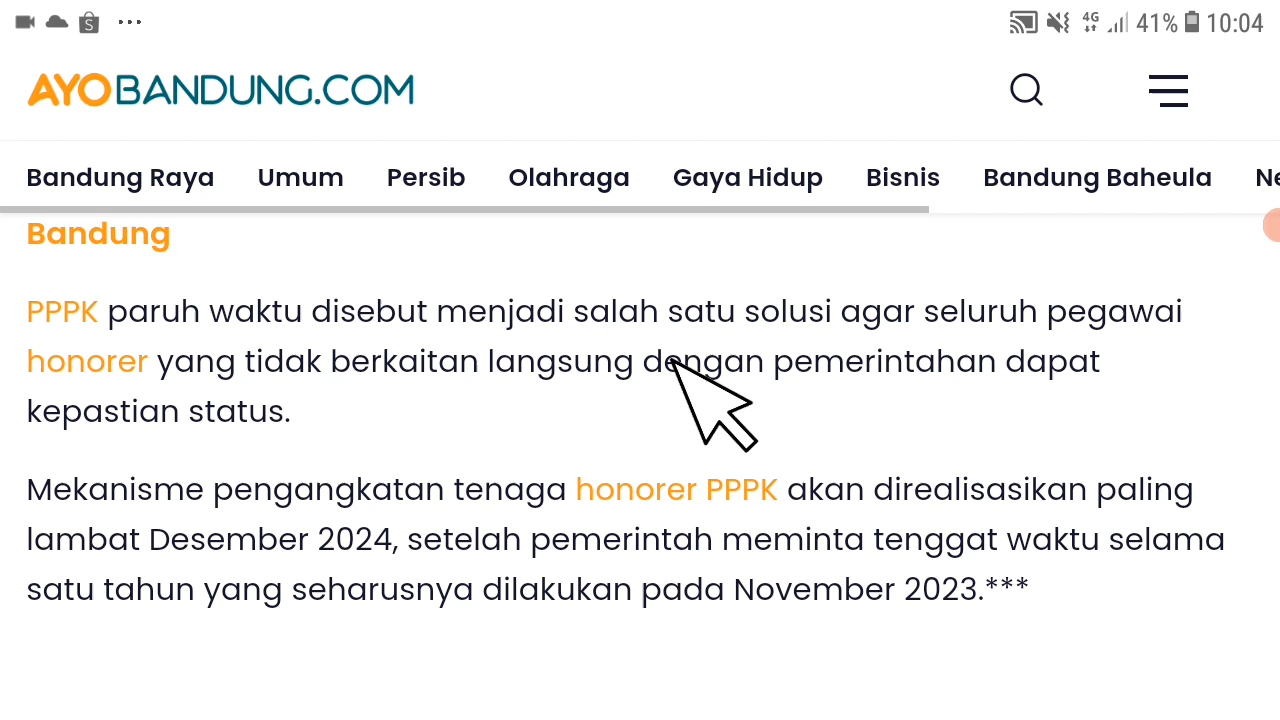 4G 41% 10:04
AYOBANDUNG.COM
Bandung Raya Umum Persib Olahraga Gaya Hidup Bisnis Bandung Baheula Ne
Bandung
PPPK paruh waktu disebut menjadi salah satu solusi agar seluruh pegawai
honorer yang tidak berkaitan langsung dengan pemerintahan dapat
kepastian status.
Mekanisme pengangkatan tenaga honorer PPPK akan direalisasikan paling
lambat Desember 2024, setelah pemerintah meminta tenggat waktu selama
satu tahun yang seharusnya dilakukan pada November 2023.***